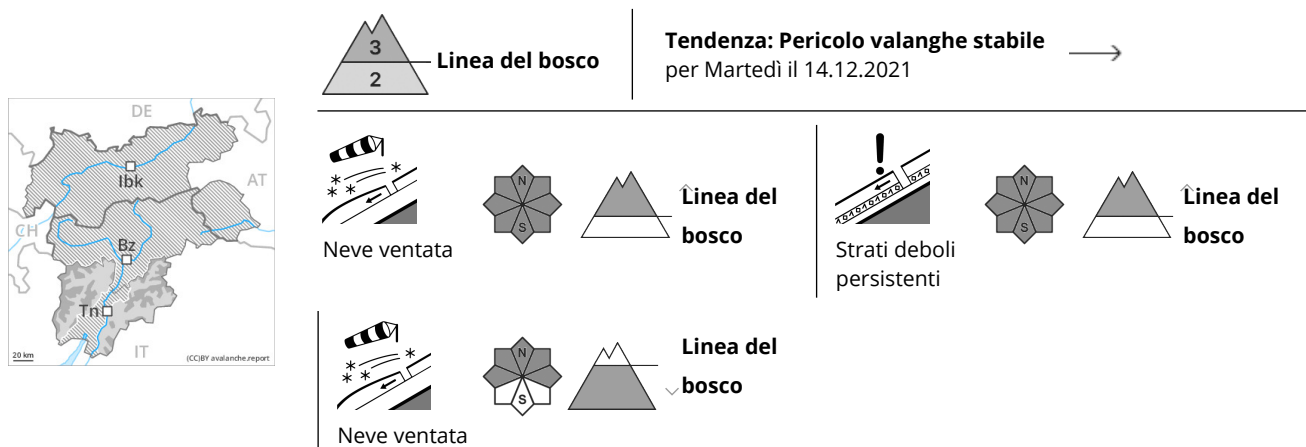 3
2
Linea del bosco
Tendenza: Pericolo valanghe stabile
per Martedì il 14.12.2021
DE
Ibk
AT
CH
Bz
Tn
IT
20 km
(CC)BY avalanche.report
N
S
Linea del
bosco
Neve ventata
N
S
Linea del
bosco
Strati deboli
persistenti
N
S
Linea del
bosco
Neve ventata